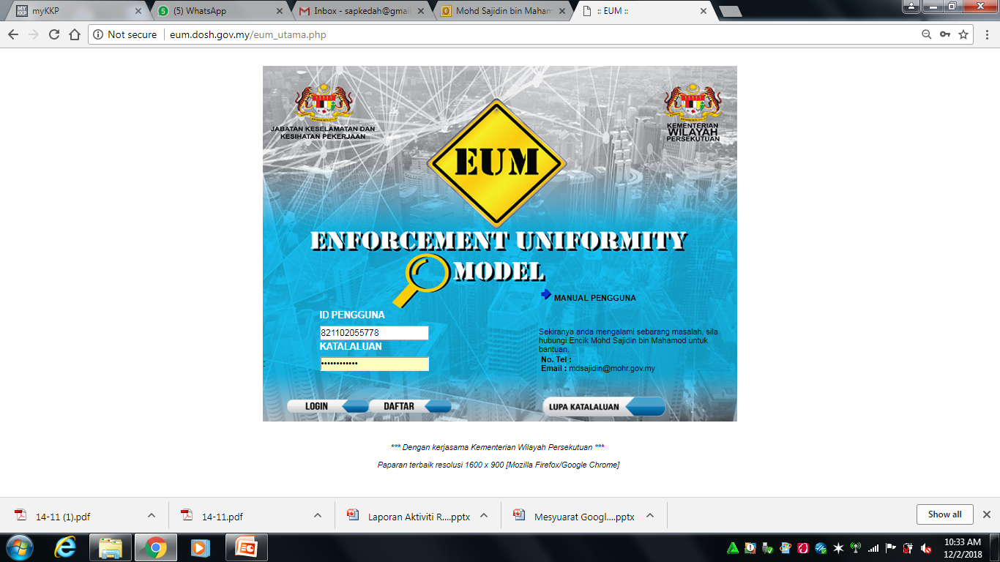 myKKP
(5) WhatsApp
Inbox - sapkedah@gmai
Mohd Sajidin bin Maham
:: EUM ::
Not secure
eum.dosh.gov.my/eum_utama.php
JABATAN KESELAMATAN DAN
KESIHATAN PEKERJAAN
KEMENTERIAN
WILAYAH
PERSEKUTUAN
EUM
ENFORCEMENT UNIFORMITY
MODEL
MANUAL PENGGUNA
ID PENGGUNA
821102055778
KATALALUAN
••••••••••••
Sekiranya anda mengalami sebarang masalah, sila
hubungi Encik Mohd Sajidin bin Mahamod untuk
bantuan.
No. Tel :
Email : mdsajidin@mohr.gov.my
LOGIN
DAFTAR
LUPA KATALALUAN
*** Dengan kerjasama Kementerian Wilayah Persekutuan ***
Paparan terbaik resolusi 1600 x 900 [Mozilla Firefox/Google Chrome]
14-11 (1).pdf
14-11.pdf
Laporan Aktiviti R....pptx
Mesyuarat Googl....pptx
Show all
10:33 AM
12/2/2018